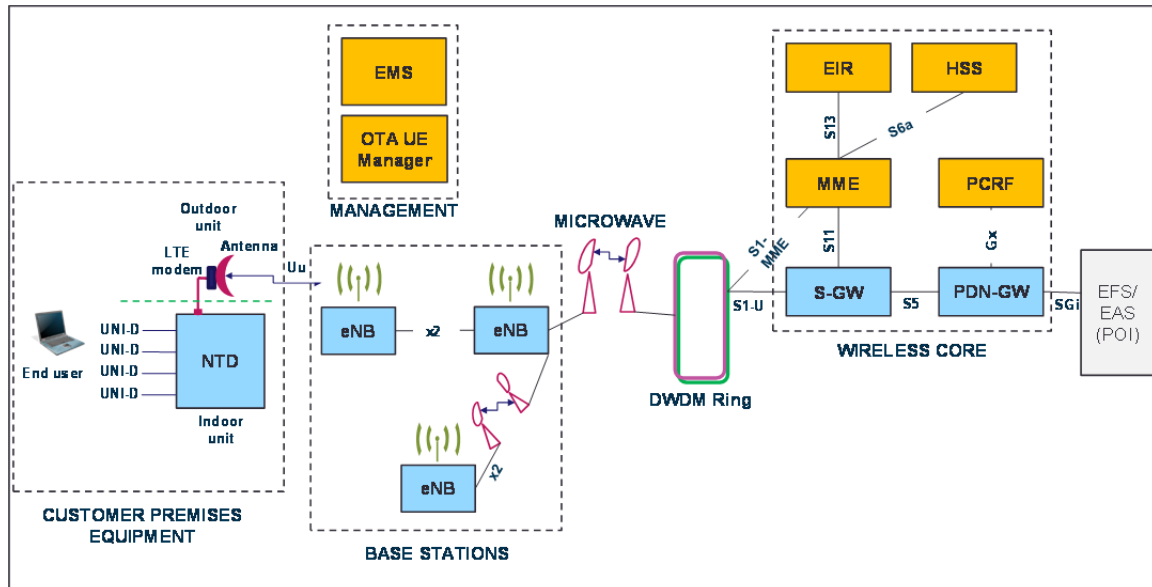 EMS
OTA UE
Manager
MANAGEMENT
EIR
HSS
S13
S6a
MME
PCRF
S11
Gx
S1-
MME
S1-U
S-GW
S5
PDN-GW
SGi
WIRELESS CORE
EFS/
EAS
(POI)
MICROWAVE
DWDM Ring
Outdoor
unit
Antenna
LTE
modem
Uu
UNI-D
UNI-D
UNI-D
UNI-D
End user
NTD
Indoor
unit
CUSTOMER PREMISES
EQUIPMENT
eNB
x2
eNB
x2
eNB
BASE STATIONS